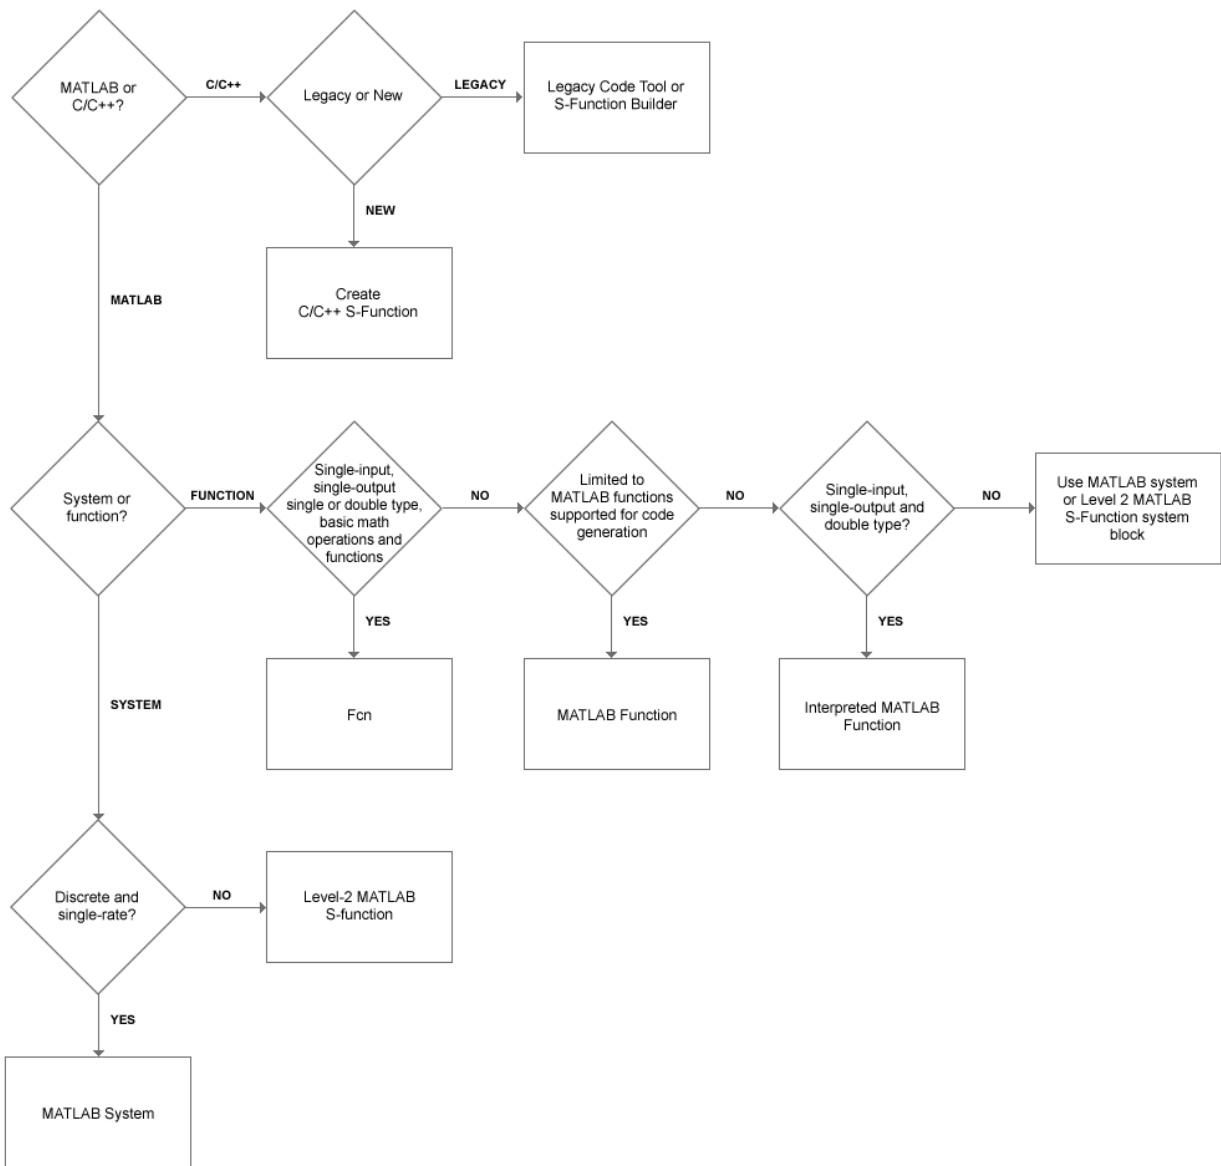 MATLAB or
C/C++?
C/C++
Legacy or New
LEGACY
Legacy Code Tool or
S-Function Builder
NEW
Create
C/C++ S-Function
MATLAB
System or
function?
FUNCTION
Single-input,
single-output
single or double type,
basic math
operations and
functions
NO
Limited to
MATLAB functions
supported for code
generation
NO
Single-input,
single-output and
double type?
NO
Use MATLAB system
or Level 2 MATLAB
S-Function system
block
YES
Fcn
YES
MATLAB Function
YES
Interpreted MATLAB
Function
SYSTEM
Discrete and
single-rate?
NO
Level-2 MATLAB
S-function
YES
MATLAB System